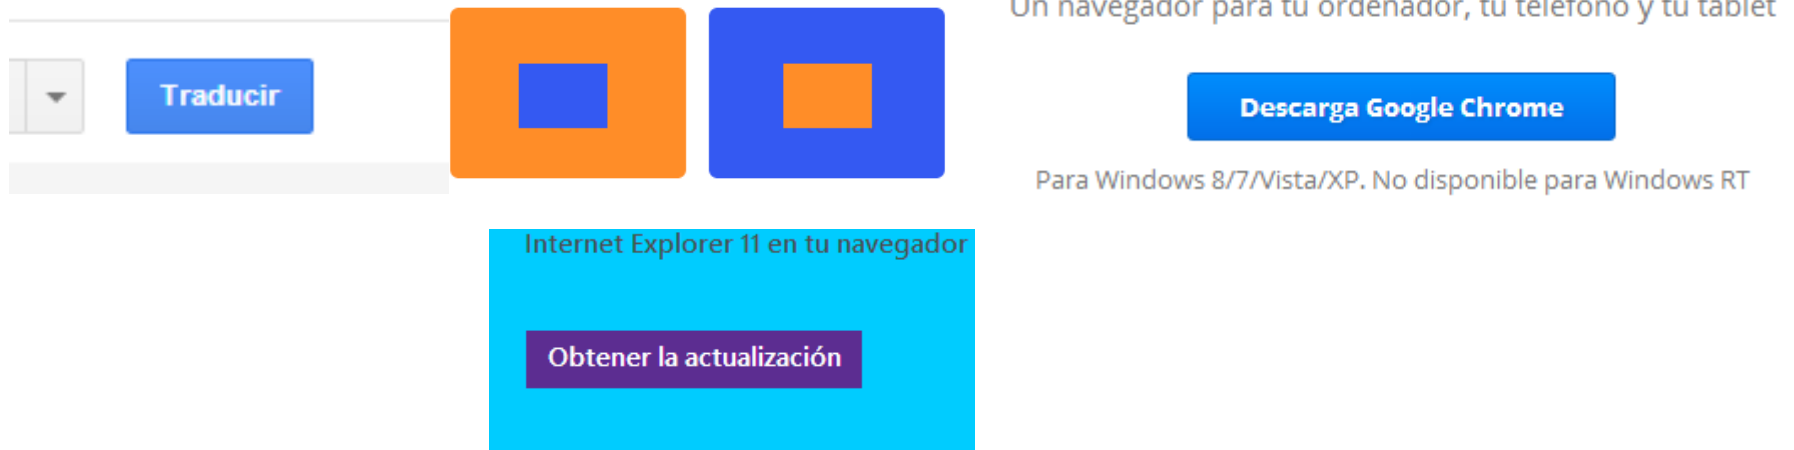 Un navegador para tu ordenador, tu teléfono y tu tablet
Traducir
Descarga Google Chrome
Para Windows 8/7/Vista/XP. No disponible para Windows RT
Internet Explorer 11 en tu navegador
Obtener la actualización